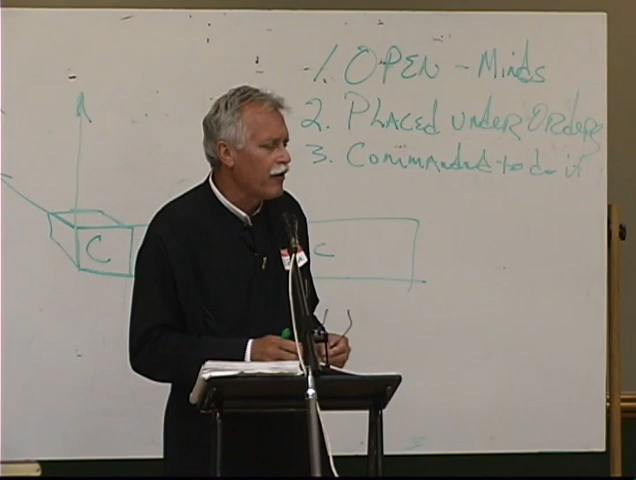 1. OPEN - Minds
2. PLACED UNDER ORDERS
3. Commanded to do it
C
C